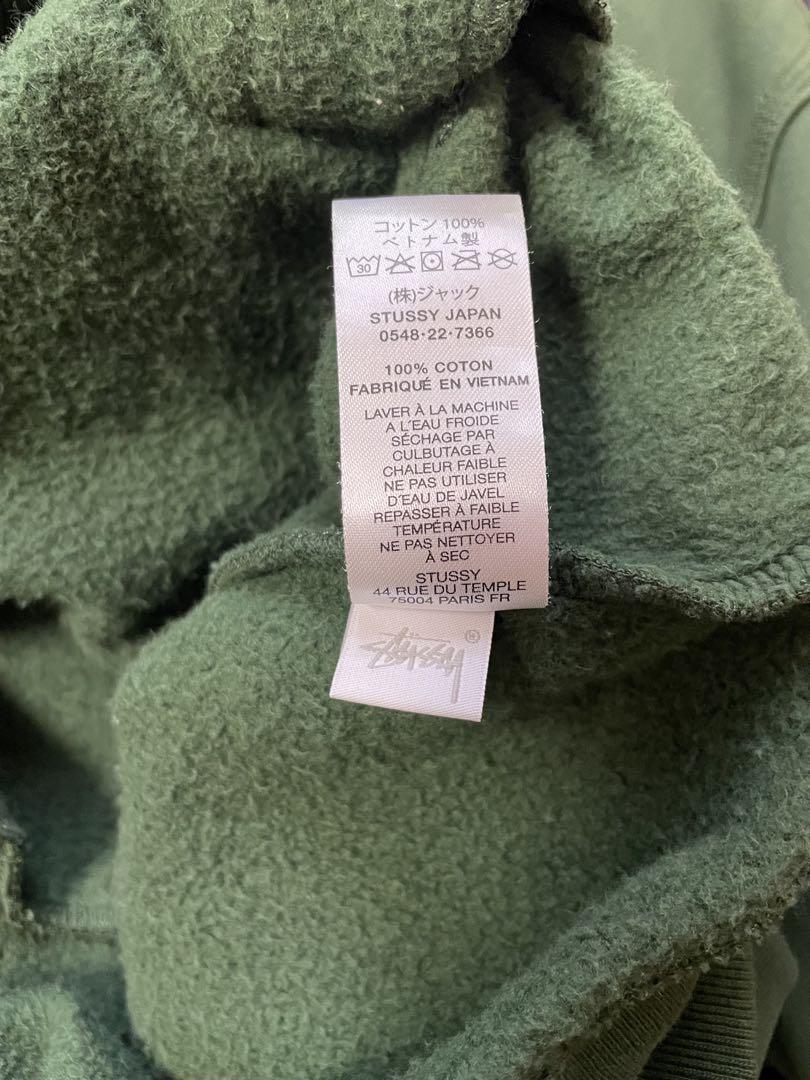 コットン 100%
ベトナム製
30
(株)ジャック
STUSSY JAPAN
0548·22·7366
100% COTON
FABRIQUÉ EN VIETNAM
LAVER À LA MACHINE
A L'EAU FROIDE
SÉCHAGE PAR
CULBUTAGE À
CHALEUR FAIBLE
NE PAS UTILISER
D'EAU DE JAVEL
REPASSER À FAIBLE
TEMPÉRATURE
NE PAS NETTOYER
À SEC
STUSSY
44 RUE DU TEMPLE
75004 PARIS FR
Stüssy ®